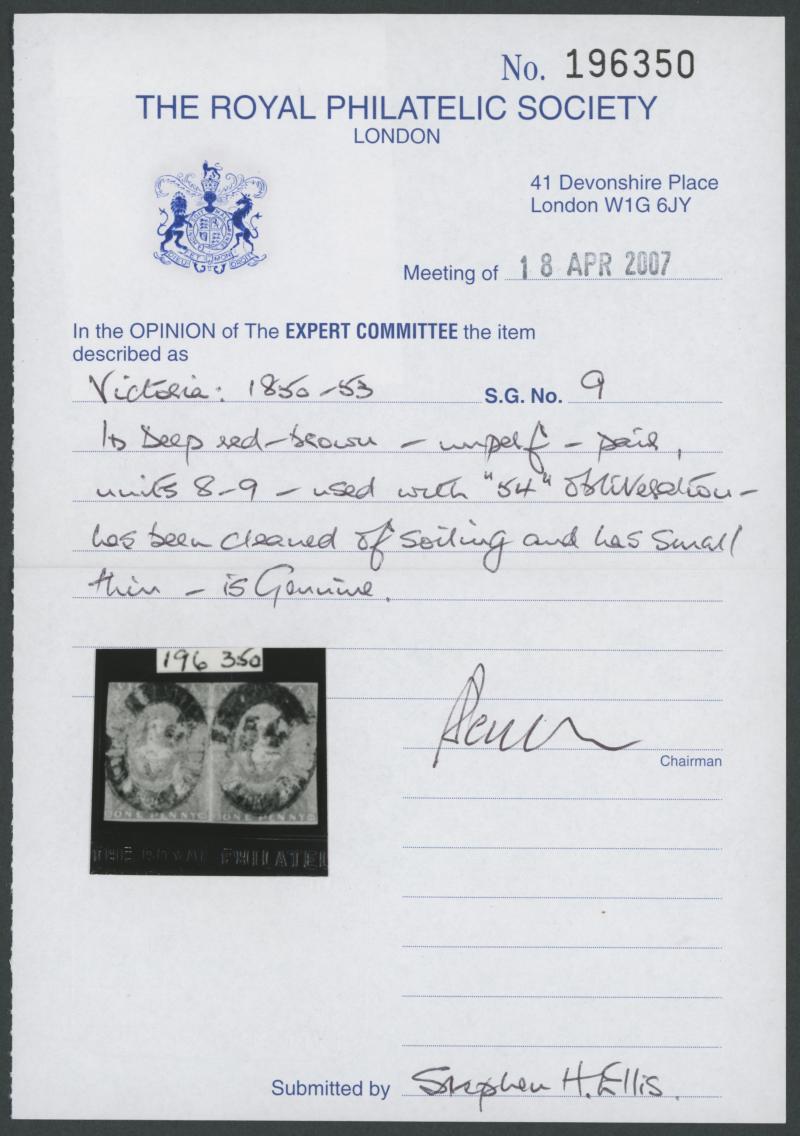 No. 196350
THE ROYAL PHILATELIC SOCIETY
LONDON
41 Devonshire Place
London W1G 6JY
Meeting of 18 APR 2007
In the OPINION of The EXPERT COMMITTEE the item
described as
Victoria: 1850-53 S.G. No. 9
1d Deep red-brown - imperf - pair,
units 8-9 - used with "54" obliteration -
has been cleaned of soiling and has small
thin - is Genuine.
196 350
ONE PENNY ONE PENNY
THE ROYAL PHILATEL
Chairman
Submitted by Stephen H. Ellis.